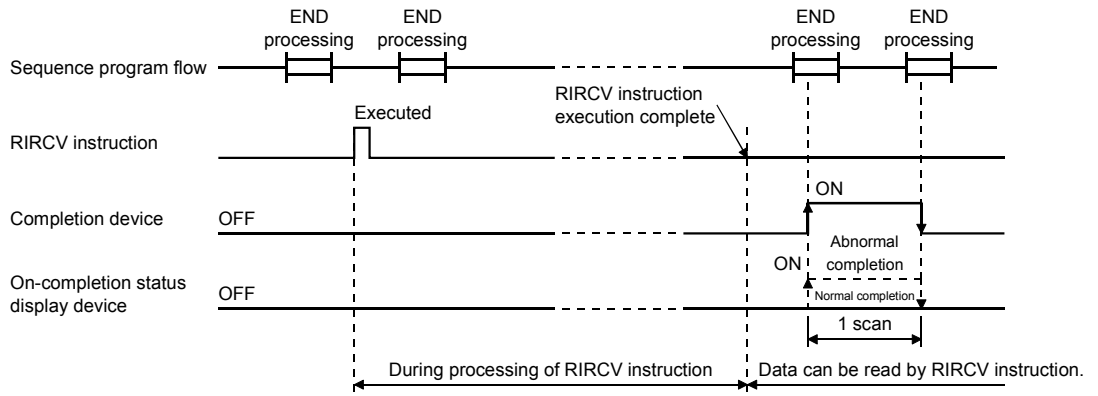 END
processing
END
processing
END
processing
END
processing
Sequence program flow
RIRCV instruction
execution complete
Executed
RIRCV instruction
ON
Completion device
OFF
Abnormal
completion
ON
On-completion status
display device
OFF
Normal completion
1 scan
During processing of RIRCV instruction
Data can be read by RIRCV instruction.